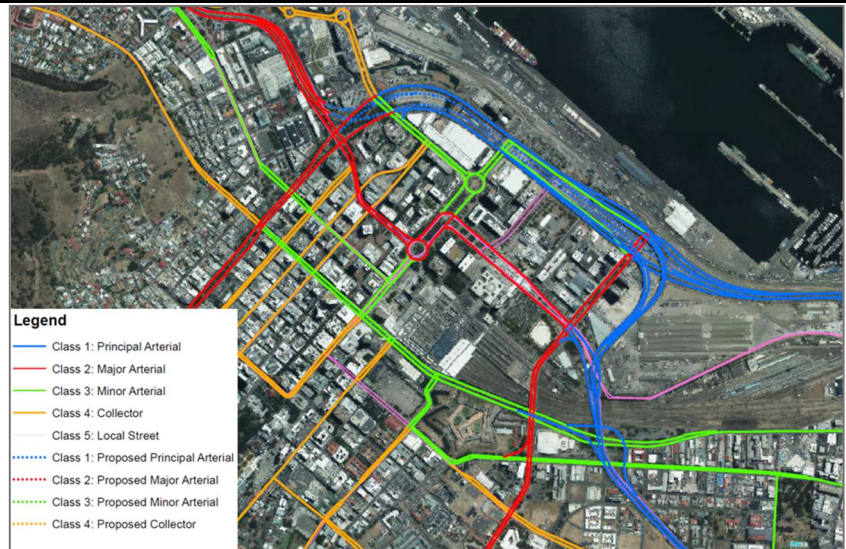 Legend
Class 1: Principal Arterial
Class 2: Major Arterial
Class 3: Minor Arterial
Class 4: Collector
Class 5: Local Street
Class 1: Proposed Principal Arterial
Class 2: Proposed Major Arterial
Class 3: Proposed Minor Arterial
Class 4: Proposed Collector